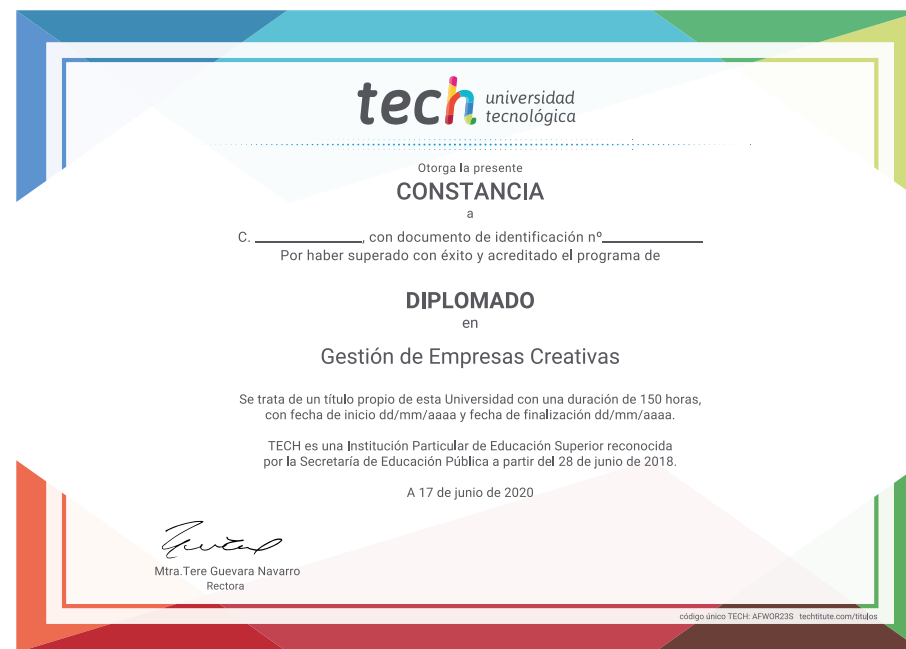 tech universidad
tecnológica
Otorga la presente
CONSTANCIA
a
C. ____________, con documento de identificación nº____________
Por haber superado con éxito y acreditado el programa de
DIPLOMADO
en
Gestión de Empresas Creativas
Se trata de un título propio de esta Universidad con una duración de 150 horas,
con fecha de inicio dd/mm/aaaa y fecha de finalización dd/mm/aaaa.
TECH es una Institución Particular de Educación Superior reconocida
por la Secretaría de Educación Pública a partir del 28 de junio de 2018.
A 17 de junio de 2020
Mtra.Tere Guevara Navarro
Rectora
código único TECH: AFWOR23S techtitute.com/titulos